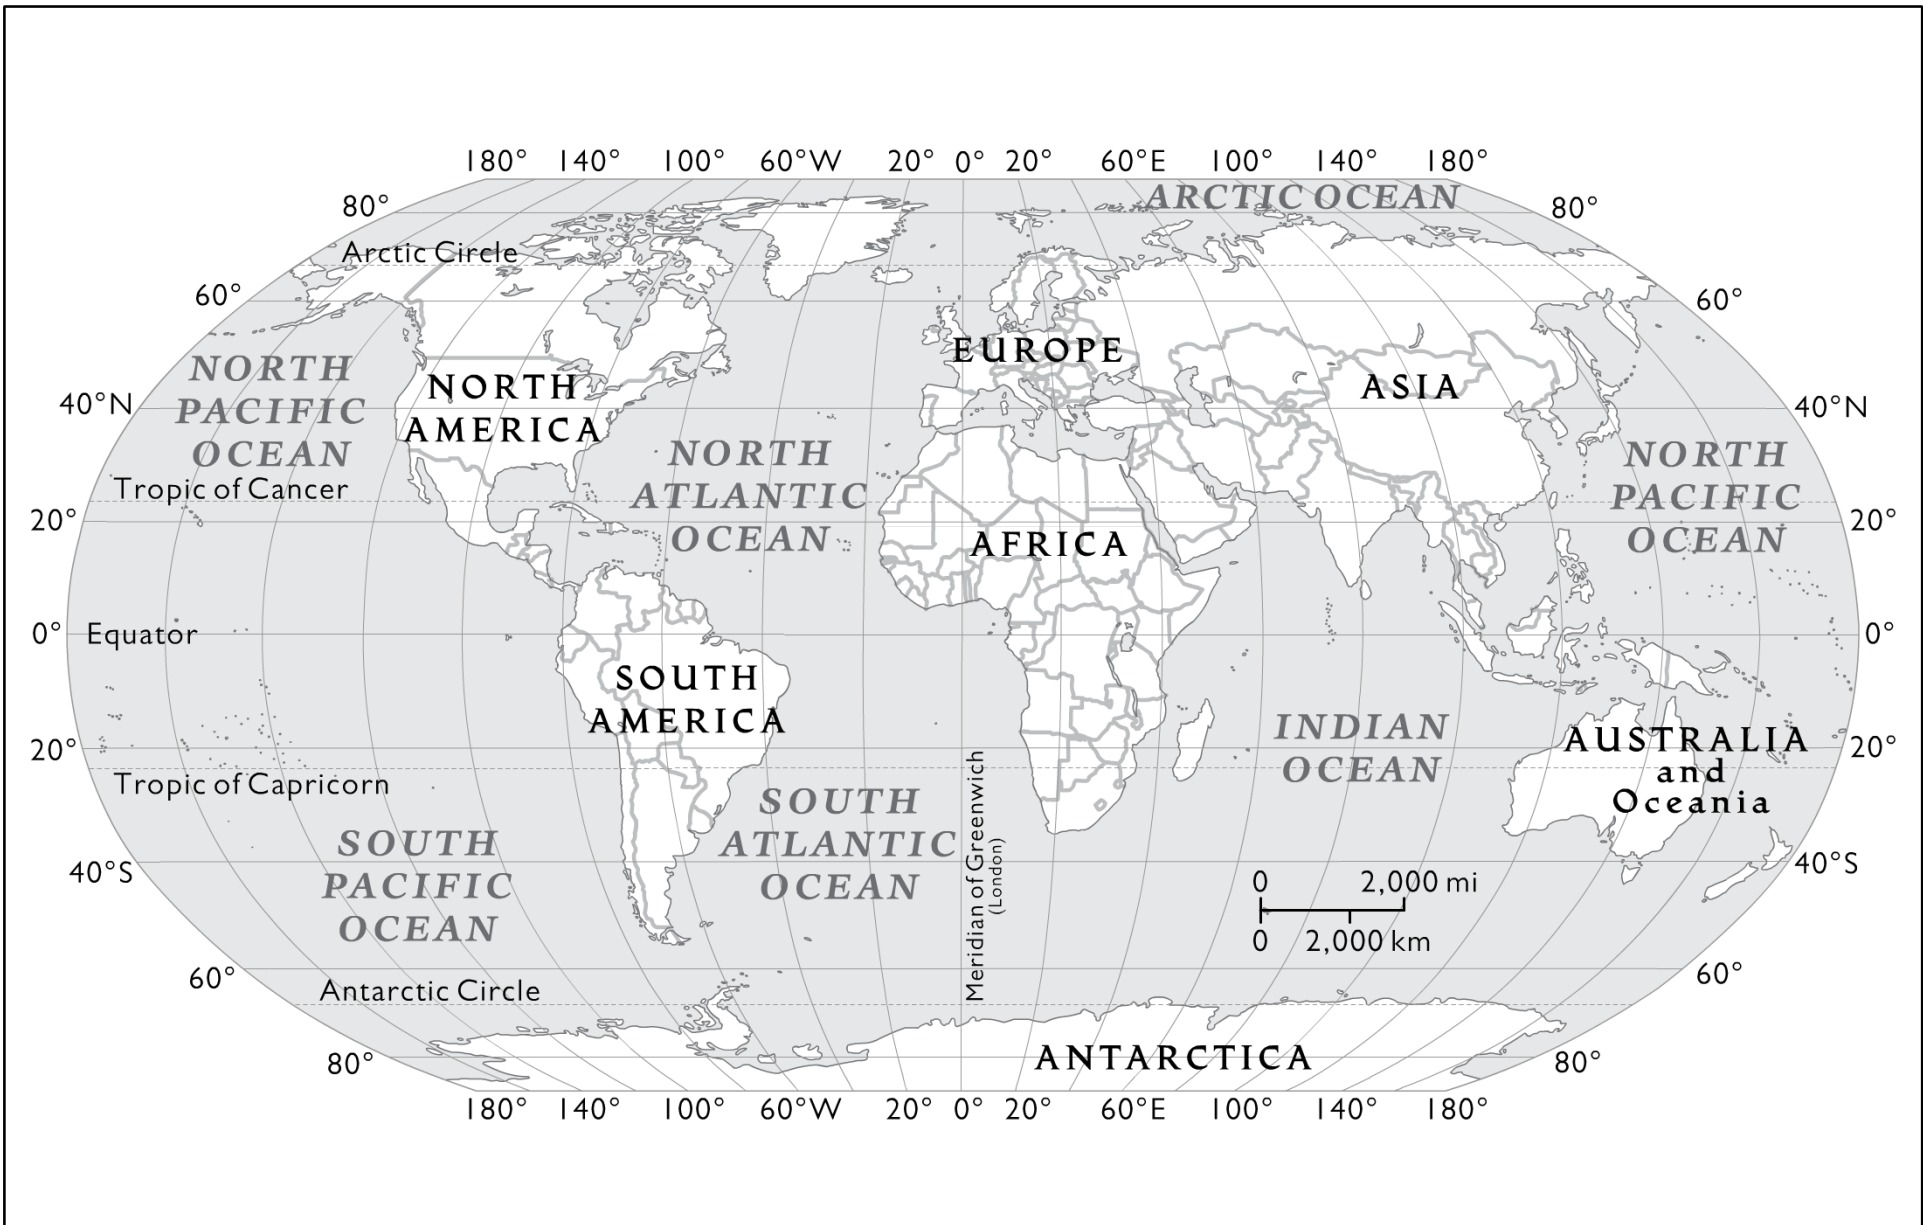 180° 140° 100° 60°W 20° 0° 20° 60°E 100° 140° 180°
ARCTIC OCEAN
80° 80°
Arctic Circle
60° 60°
EUROPE
NORTH
PACIFIC
OCEAN
NORTH
AMERICA
ASIA
40°N 40°N
NORTH
ATLANTIC
OCEAN
NORTH
PACIFIC
OCEAN
Tropic of Cancer
20° 20°
AFRICA
0° Equator 0°
SOUTH
AMERICA
INDIAN
OCEAN
AUSTRALIA
and
Oceania
20° 20°
Tropic of Capricorn
SOUTH
PACIFIC
OCEAN
SOUTH
ATLANTIC
OCEAN
Meridian of Greenwich
(London)
40°S 40°S
0 2,000 mi
0 2,000 km
60° 60°
Antarctic Circle
80° 80°
ANTARCTICA
180° 140° 100° 60°W 20° 0° 20° 60°E 100° 140° 180°